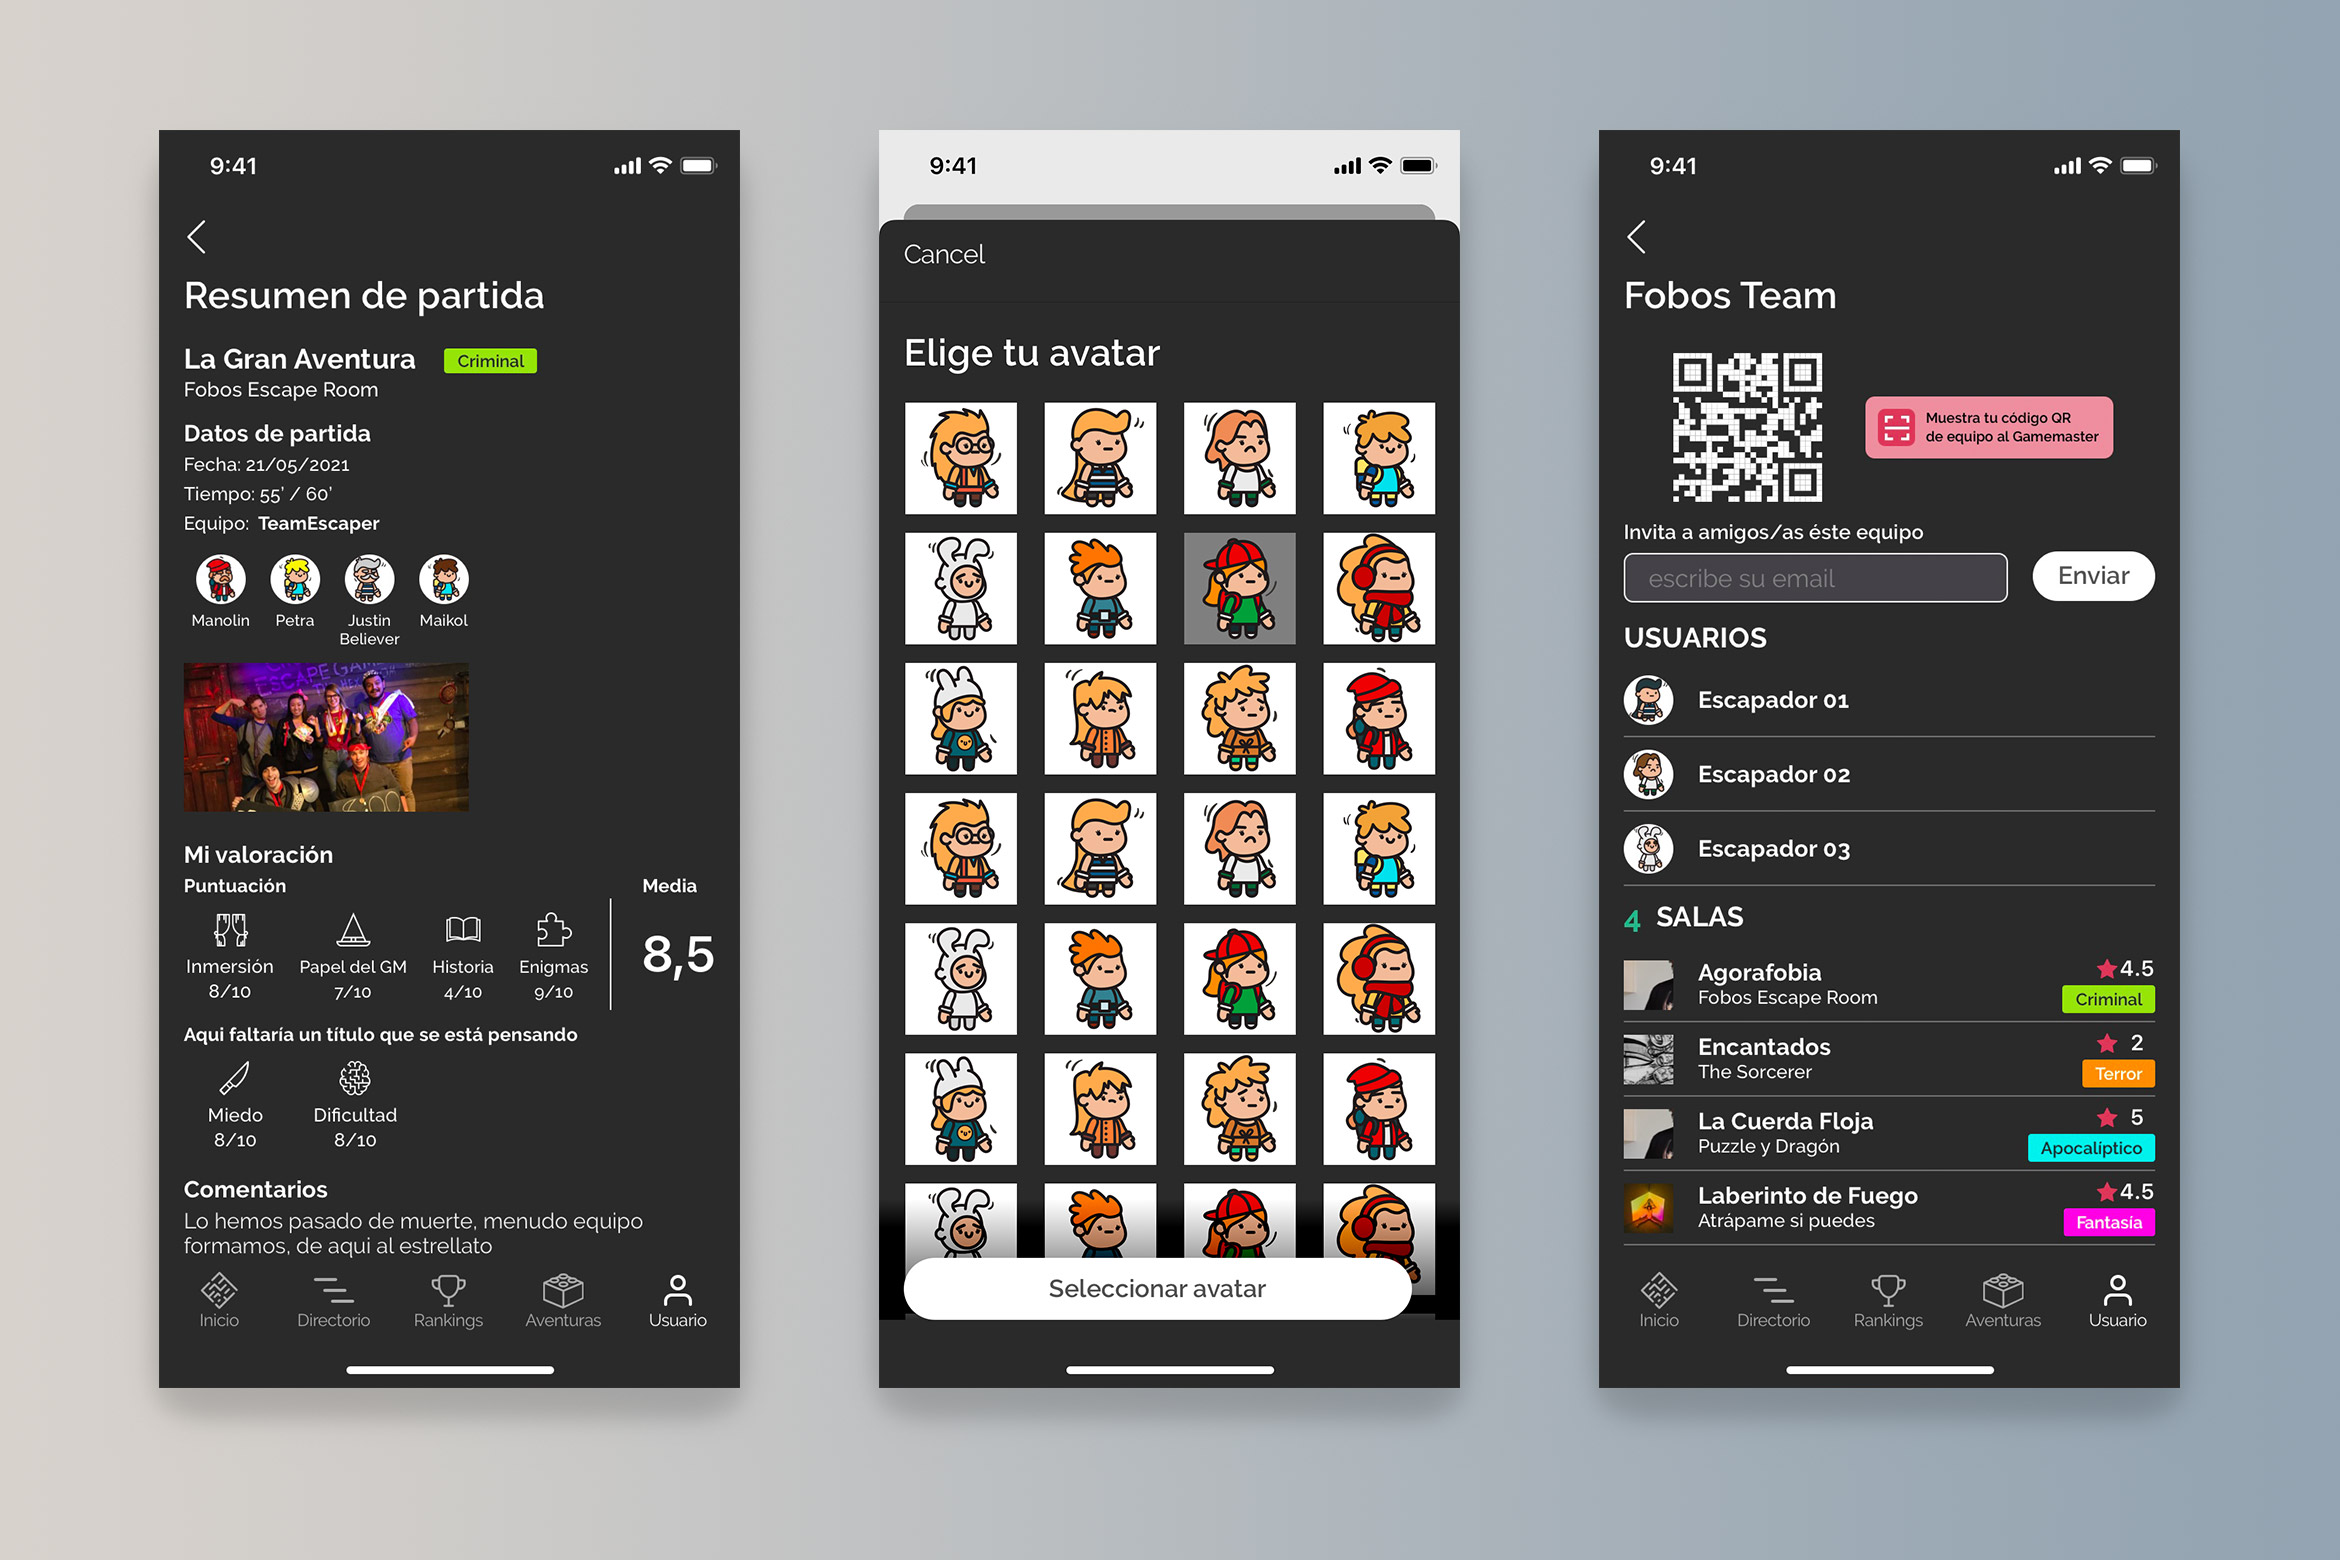 9:41
Resumen de partida
La Gran Aventura Criminal
Fobos Escape Room
Datos de partida
Fecha: 21/05/2021
Tiempo: 55' / 60'
Equipo: TeamEscaper
Manolin Petra Justin Believer Maikol
ESCAPE GAM
Mi valoración
Puntuación Media
Inmersión Papel del GM Historia Enigmas
8/10 7/10 4/10 9/10
8,5
Aqui faltaría un título que se está pensando
Miedo Dificultad
8/10 8/10
Comentarios
Lo hemos pasado de muerte, menudo equipo
formamos, de aqui al estrellato
Inicio Directorio Rankings Aventuras Usuario
9:41
Cancel
Elige tu avatar
Seleccionar avatar
9:41
Fobos Team
Muestra tu código QR
de equipo al Gamemaster
Invita a amigos/as éste equipo
escribe su email Enviar
USUARIOS
Escapador 01
Escapador 02
Escapador 03
4 SALAS
Agorafobia 4.5
Fobos Escape Room Criminal
Encantados 2
The Sorcerer Terror
La Cuerda Floja 5
Puzzle y Dragón Apocalíptico
Laberinto de Fuego 4.5
Atrápame si puedes Fantasía
Inicio Directorio Rankings Aventuras Usuario